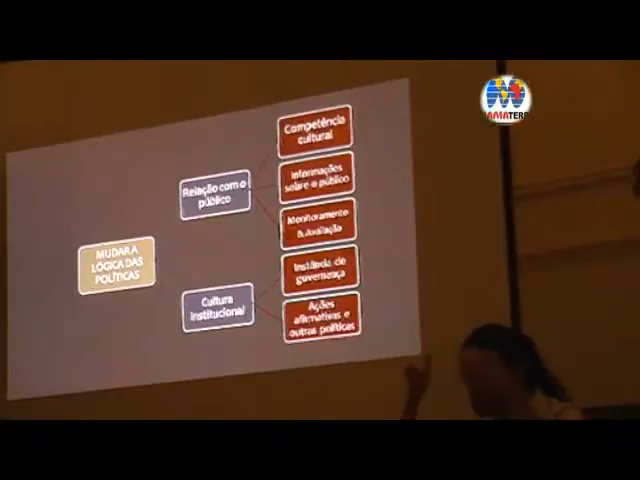 MUDAR A
LÓGICA DAS
POLÍTICAS
Relação com o
público
Cultura
Institucional
Competência
cultural
Informações
sobre o público
Monitoramento
& Avaliação
Instância de
governança
Ações
afirmativas e
outras políticas